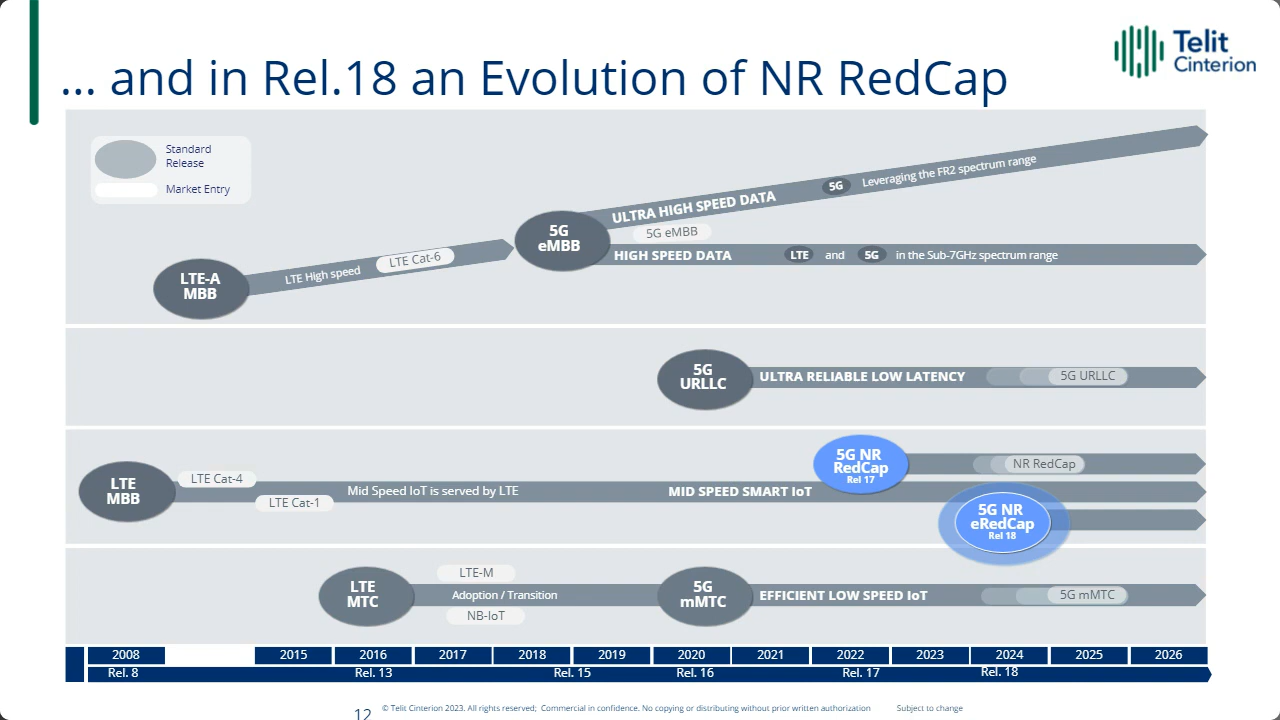 ... and in Rel.18 an Evolution of NR RedCap
Telit
Cinterion
Standard
Release
Market Entry
LTE-A
MBB
LTE High speed
LTE Cat-6
5G
eMBB
ULTRA HIGH SPEED DATA
5G
Leveraging the FR2 spectrum range
5G eMBB
HIGH SPEED DATA
LTE
and
5G
in the Sub-7GHz spectrum range
5G
URLLC
ULTRA RELIABLE LOW LATENCY
5G URLLC
LTE
MBB
LTE Cat-4
LTE Cat-1
Mid Speed IoT is served by LTE
MID SPEED SMART IoT
5G NR
RedCap
Rel 17
NR RedCap
5G NR
eRedCap
Rel 18
LTE
MTC
LTE-M
Adoption / Transition
NB-IoT
5G
mMTC
EFFICIENT LOW SPEED IoT
5G mMTC
2008 2015 2016 2017 2018 2019 2020 2021 2022 2023 2024 2025 2026
Rel. 8 Rel. 13 Rel. 15 Rel. 16 Rel. 17 Rel. 18
12
© Telit Cinterion 2023. All rights reserved; Commercial in confidence. No copying or distributing without prior written authorization Subject to change